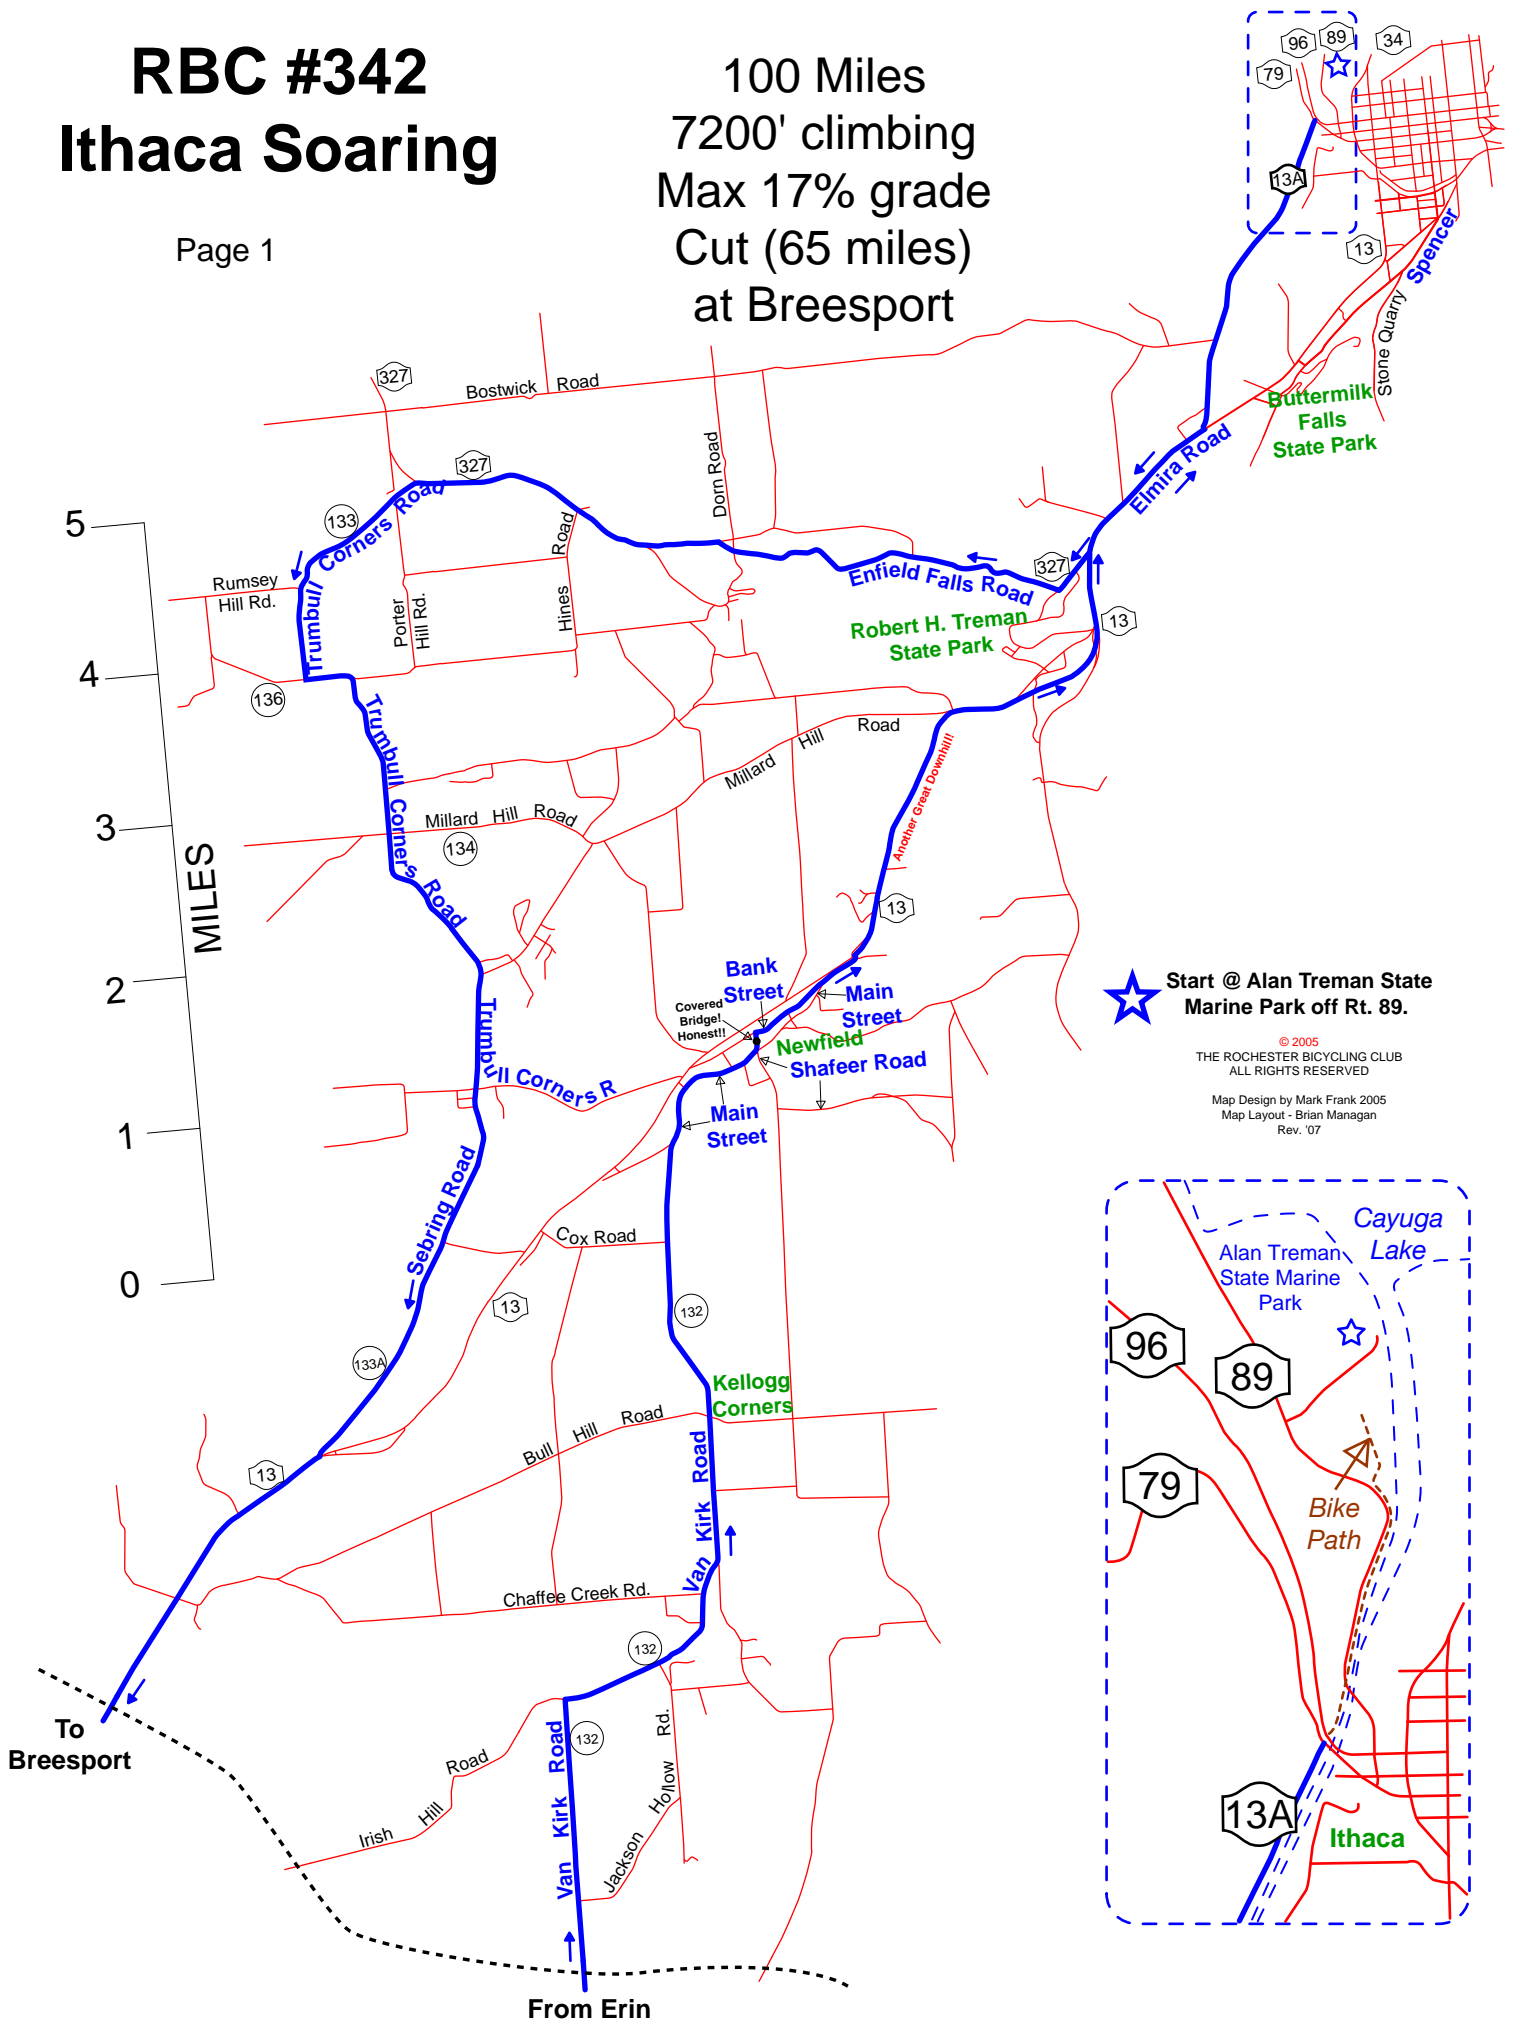 RBC #342
Ithaca Soaring
Page 1
100 Miles
7200' climbing
Max 17% grade
Cut (65 miles)
at Breesport
96
89
34
79
13A
13
Spencer
Stone Quarry
327
Bostwick Road
Buttermilk
Falls
State Park
Elmira Road
327
Dorn Road
133
Trumbull Corners Road
Rumsey
Hill Rd.
Porter
Hill Rd.
Hines Road
Enfield Falls Road
327
Robert H. Treman
State Park
13
136
Trumbull Corners Road
Millard Hill Road
Another Great Downhill!
Millard Hill Road
134
13
5
4
3
2
1
0
MILES
Bank
Street
Covered
Bridge!
Honest!!
Main
Street
Newfield
Shafeer Road
Trumbull Corners R
Main
Street
Start @ Alan Treman State
Marine Park off Rt. 89.
© 2005
THE ROCHESTER BICYCLING CLUB
ALL RIGHTS RESERVED
Map Design by Mark Frank 2005
Map Layout - Brian Managan
Rev. '07
Sebring Road
Cox Road
13
132
133A
Kellogg
Corners
Bull Hill Road
13
Van Kirk Road
Chaffee Creek Rd.
132
To
Breesport
132
Van Kirk Road
Irish Hill Road
Jackson Hollow Rd.
From Erin
Cayuga
Lake
Alan Treman
State Marine
Park
96
89
79
Bike
Path
13A
Ithaca